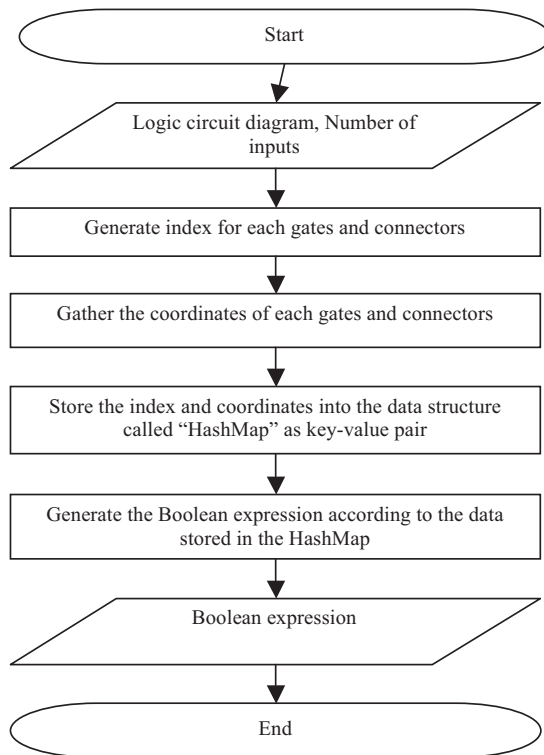 Start
Logic circuit diagram, Number of
inputs
Generate index for each gates and connectors
Gather the coordinates of each gates and connectors
Store the index and coordinates into the data structure
called “HashMap” as key-value pair
Generate the Boolean expression according to the data
stored in the HashMap
Boolean expression
End